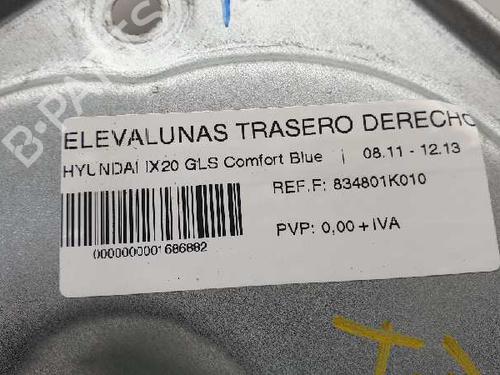 ELEVALUNAS TRASERO DERECHO
HYUNDAI IX20 GLS Comfort Blue | 08.11 - 12.13
REF.F: 834801K010
PVP: 0,00 + IVA
0000000001686882
B-PARTS